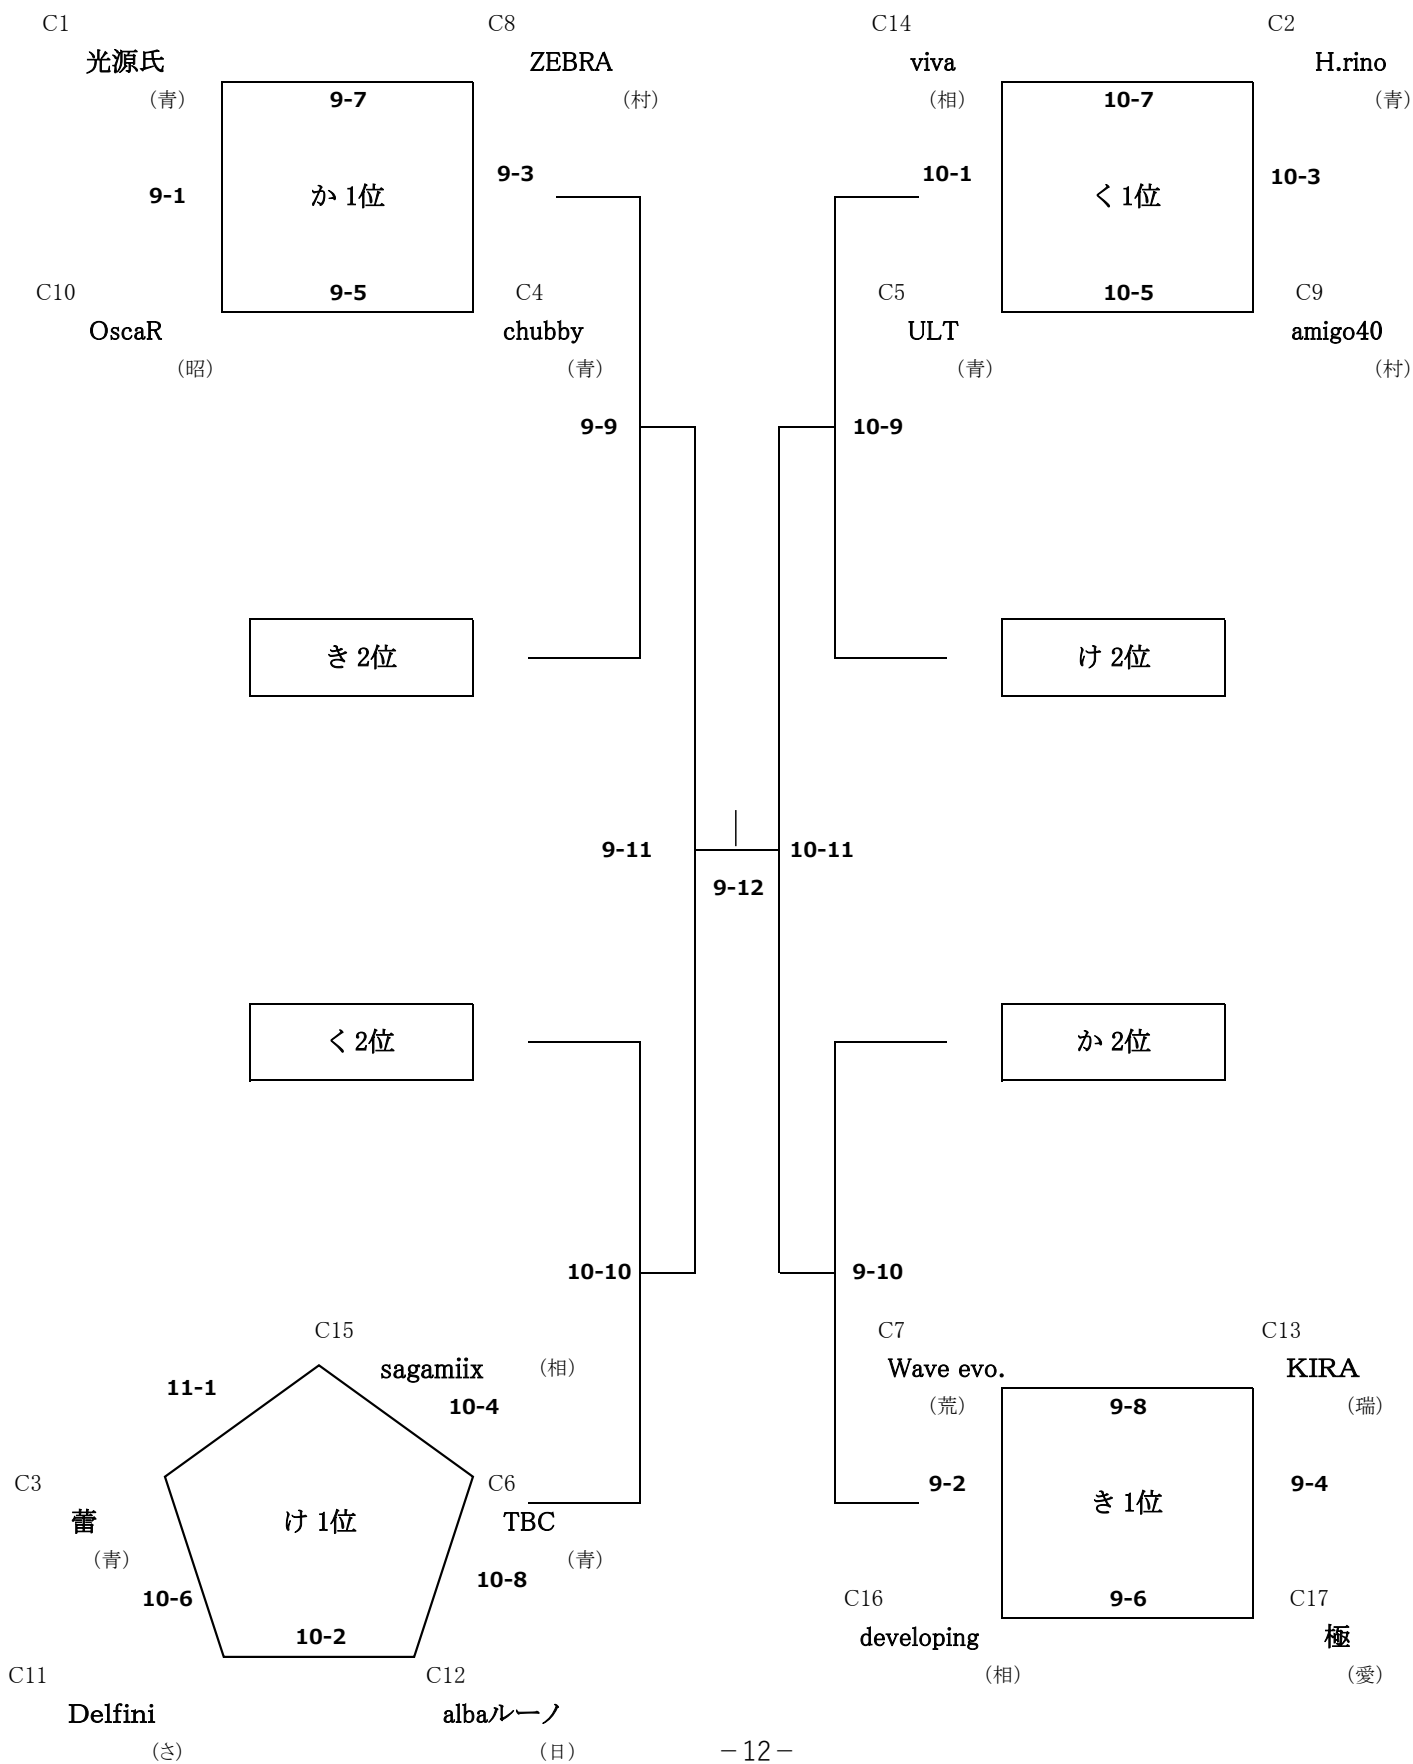 C1 C8 C14 C2
光源氏 ZEBRA viva H.rino
（青） 9-7 （村） （相） 10-7 （青）
9-1 か 1位 9-3 10-1 く 1位 10-3
C10 9-5 C4 C5 10-5 C9
OscaR chubby ULT amigo40
（昭） （青） （青） （村）
9-9 10-9
き 2位 け 2位
9-11 10-11
9-12
く 2位 か 2位
10-10 9-10
C15 C7 C13
sagamiix （相） Wave evo. KIRA
11-1 10-4 （荒） 9-8 （瑞）
C3 C6 9-2 き 1位 9-4
蕾 け 1位 TBC
（青） （青）
10-6 10-8 C16 9-6 C17
10-2 developing 極
C11 C12 （相） （愛）
Delfini albaルーノ
（さ） （日） －12－